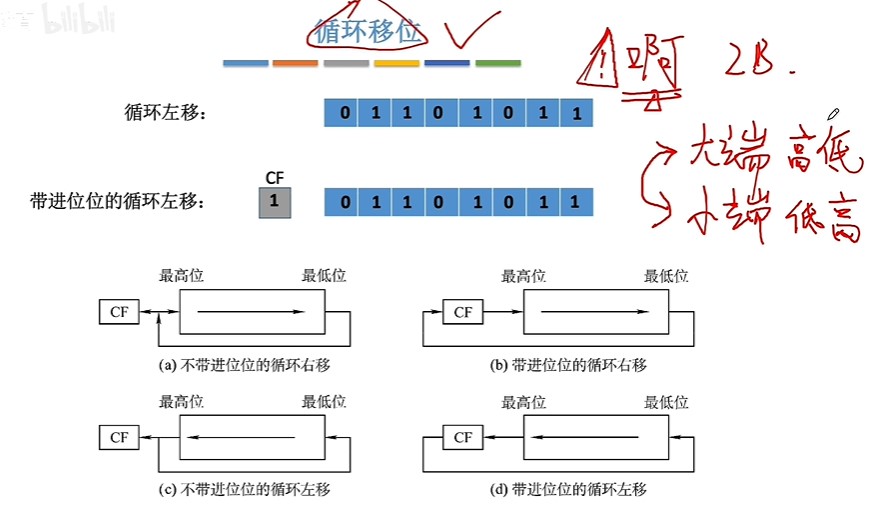 bilibili
循环移位
啊 2B.
循环左移： 0 1 1 0 1 0 1 1
大端 高低
CF
带进位位的循环左移： 1 0 1 1 0 1 0 1 1
小端 低高
最高位 最低位 最高位 最低位
CF CF
(a) 不带进位位的循环右移 (b) 带进位位的循环右移
最高位 最低位 最高位 最低位
CF CF
(c) 不带进位位的循环左移 (d) 带进位位的循环左移